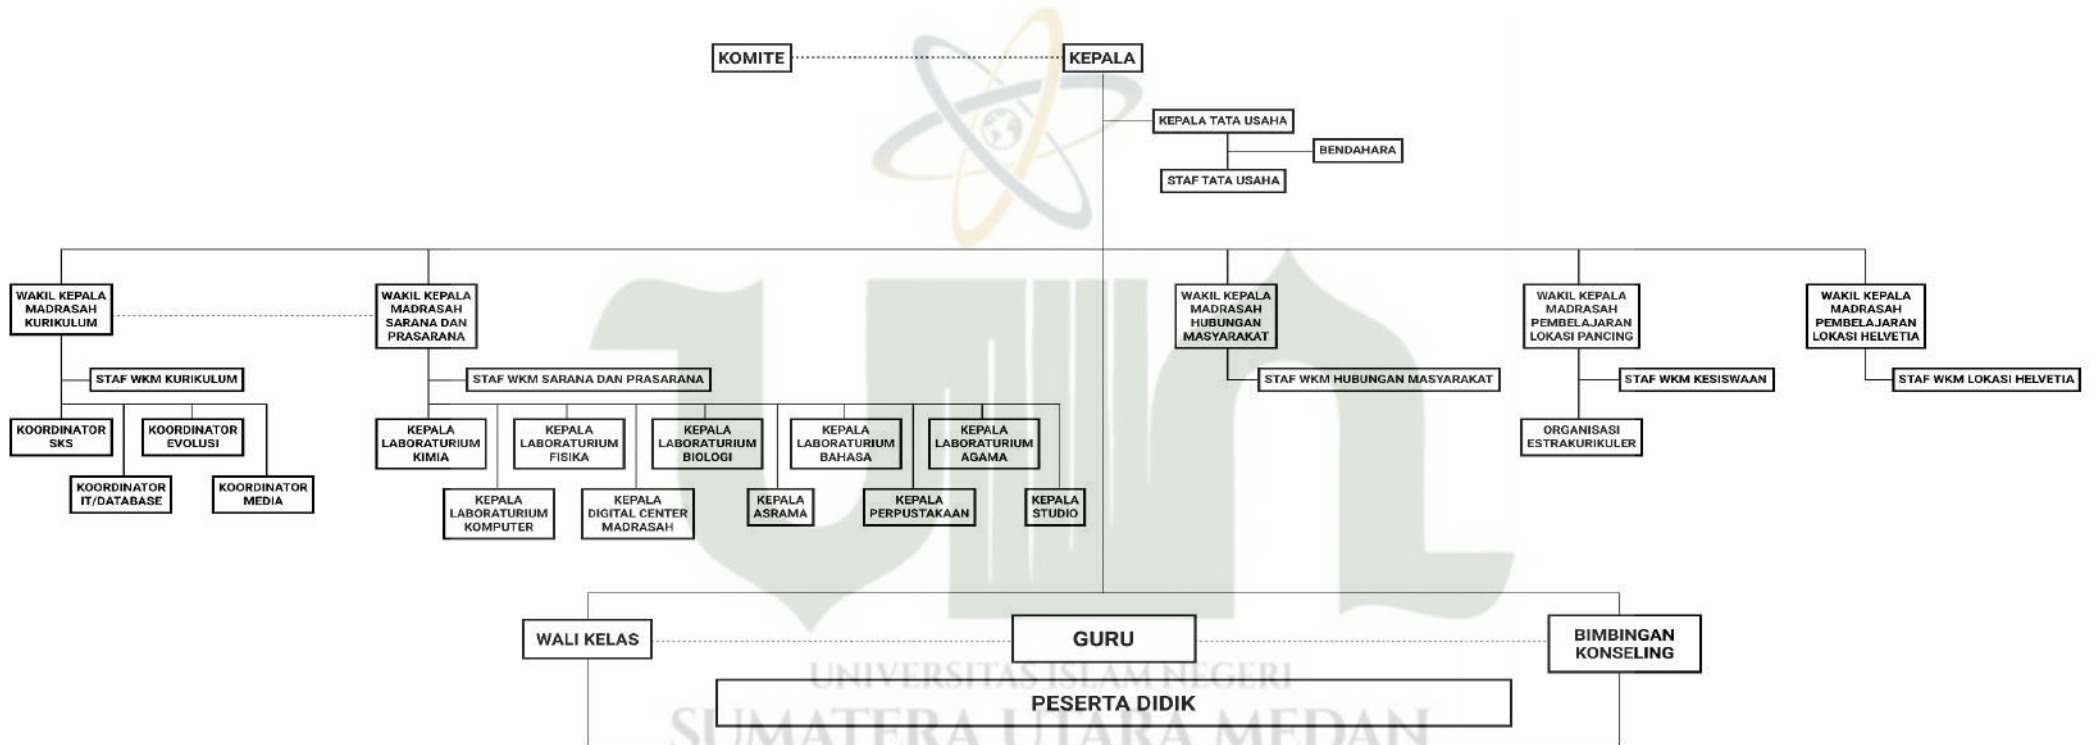 KOMITE
KEPALA
KEPALA TATA USAHA
BENDAHARA
STAF TATA USAHA
WAKIL KEPALA
MADRASAH
KURIKULUM
WAKIL KEPALA
MADRASAH
SARANA DAN
PRASARANA
WAKIL KEPALA
MADRASAH
HUBUNGAN
MASYARAKAT
WAKIL KEPALA
MADRASAH
PEMBELAJARAN
LOKASI PANCING
WAKIL KEPALA
MADRASAH
PEMBELAJARAN
LOKASI HELVETIA
STAF WKM KURIKULUM
STAF WKM SARANA DAN PRASARANA
STAF WKM HUBUNGAN MASYARAKAT
STAF WKM KESISWAAN
STAF WKM LOKASI HELVETIA
KOORDINATOR
SKS
KOORDINATOR
EVOLUSI
KEPALA
LABORATURIUM
KIMIA
KEPALA
LABORATURIUM
FISIKA
KEPALA
LABORATURIUM
BIOLOGI
KEPALA
LABORATURIUM
BAHASA
KEPALA
LABORATURIUM
AGAMA
ORGANISASI
ESTRAKURIKULER
KOORDINATOR
IT/DATABASE
KOORDINATOR
MEDIA
KEPALA
LABORATURIUM
KOMPUTER
KEPALA
DIGITAL CENTER
MADRASAH
KEPALA
ASRAMA
KEPALA
PERPUSTAKAAN
KEPALA
STUDIO
WALI KELAS
GURU
BIMBINGAN
KONSELING
UNIVERSITAS ISLAM NEGERI
PESERTA DIDIK
SUMATERA UTARA MEDAN